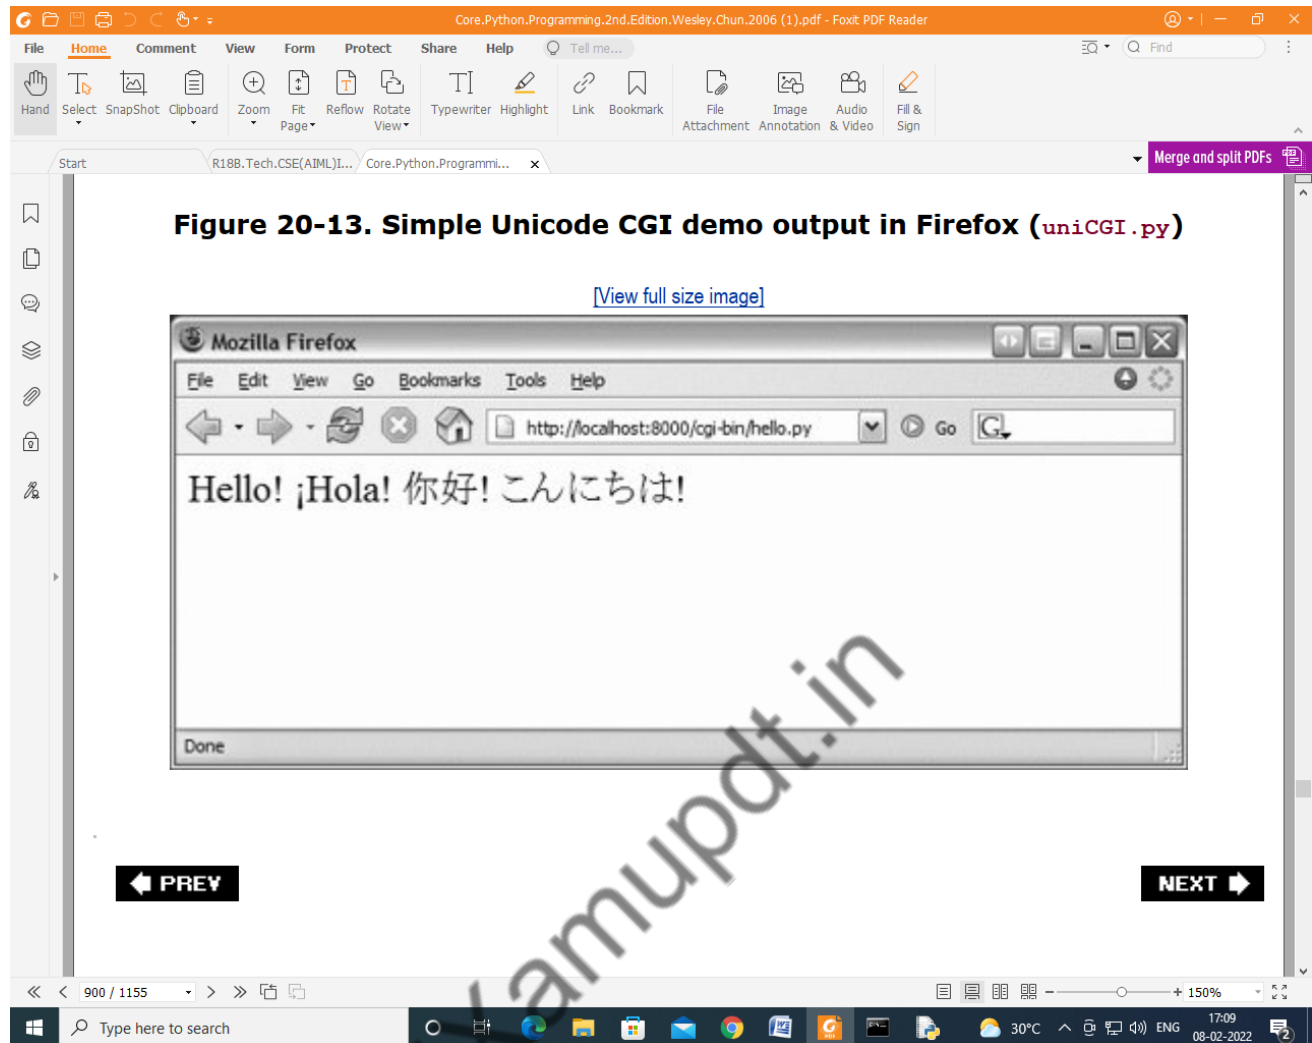 Core.Python.Programming.2nd.Edition.Wesley.Chun.2006 (1).pdf - Foxit PDF Reader
File Home Comment View Form Protect Share Help Tell me... Find
Hand Select SnapShot Clipboard Zoom Fit Page Reflow Rotate View Typewriter Highlight Link Bookmark File Attachment Image Annotation Audio & Video Fill & Sign
Start R18B.Tech.CSE(AIML)I... Core.Python.Programmi... x Merge and split PDFs
Figure 20-13. Simple Unicode CGI demo output in Firefox (uniCGI.py)
[View full size image]
Mozilla Firefox
File Edit View Go Bookmarks Tools Help
http://localhost:8000/cgi-bin/hello.py Go G
Hello! ¡Hola! 你好! こんにちは!
Done
PREV NEXT
900 / 1155 150%
Type here to search 30°C ENG 17:09
08-02-2022 2